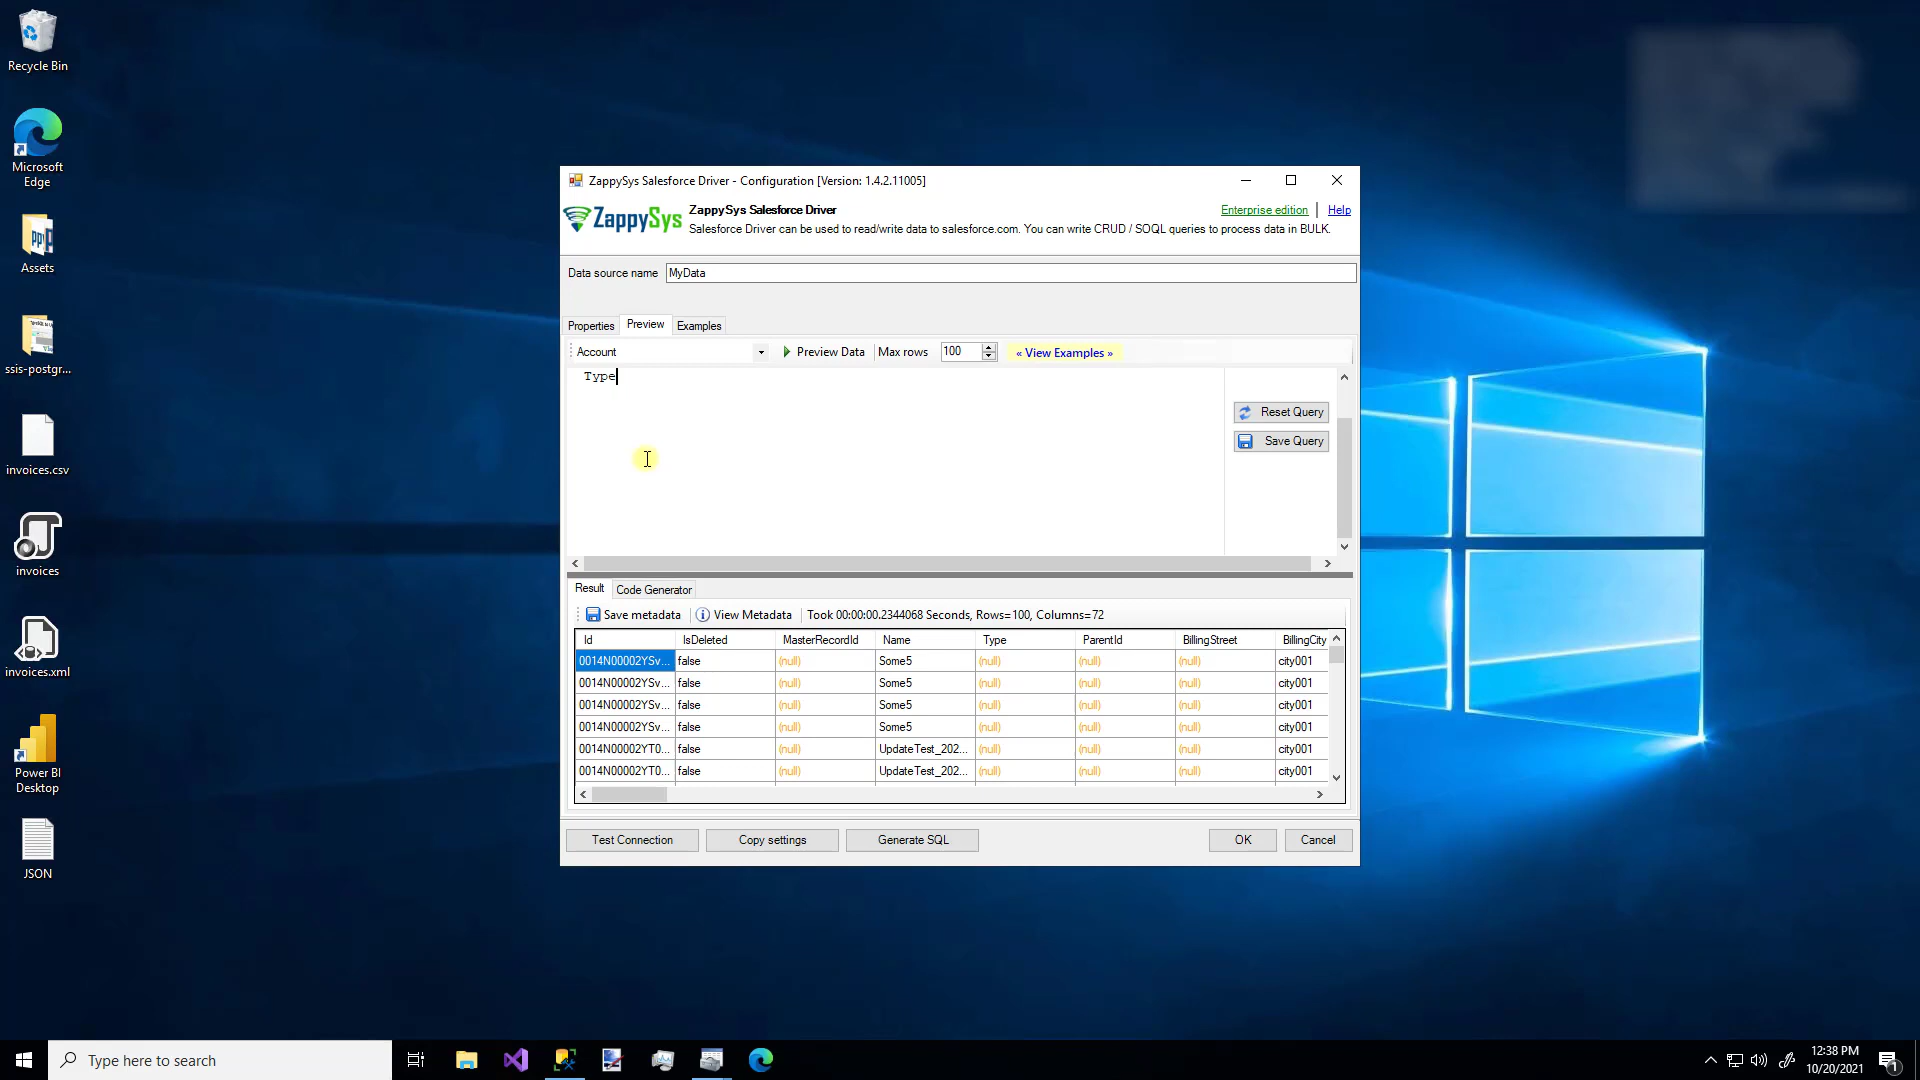 Recycle Bin
Microsoft
Edge
Assets
ssis-postgr...
invoices.csv
invoices
invoices.xml
Power BI
Desktop
JSON
ZappySys Salesforce Driver - Configuration [Version: 1.4.2.11005]
ZappySys
ZappySys Salesforce Driver
Enterprise edition | Help
Salesforce Driver can be used to read/write data to salesforce.com. You can write CRUD / SOQL queries to process data in BULK.
Data source name MyData
Properties Preview Examples
Account Preview Data Max rows 100 « View Examples »
Type
Reset Query
Save Query
Result Code Generator
Save metadata View Metadata Took 00:00:00.2344068 Seconds, Rows=100, Columns=72
Id IsDeleted MasterRecordId Name Type ParentId BillingStreet BillingCity
0014N00002YSv... false (null) Some5 (null) (null) (null) city001
0014N00002YSv... false (null) Some5 (null) (null) (null) city001
0014N00002YSv... false (null) Some5 (null) (null) (null) city001
0014N00002YSv... false (null) Some5 (null) (null) (null) city001
0014N00002YT0... false (null) UpdateTest_202... (null) (null) (null) city001
0014N00002YT0... false (null) UpdateTest_202... (null) (null) (null) city001
Test Connection Copy settings Generate SQL OK Cancel
Type here to search
12:38 PM
10/20/2021
1